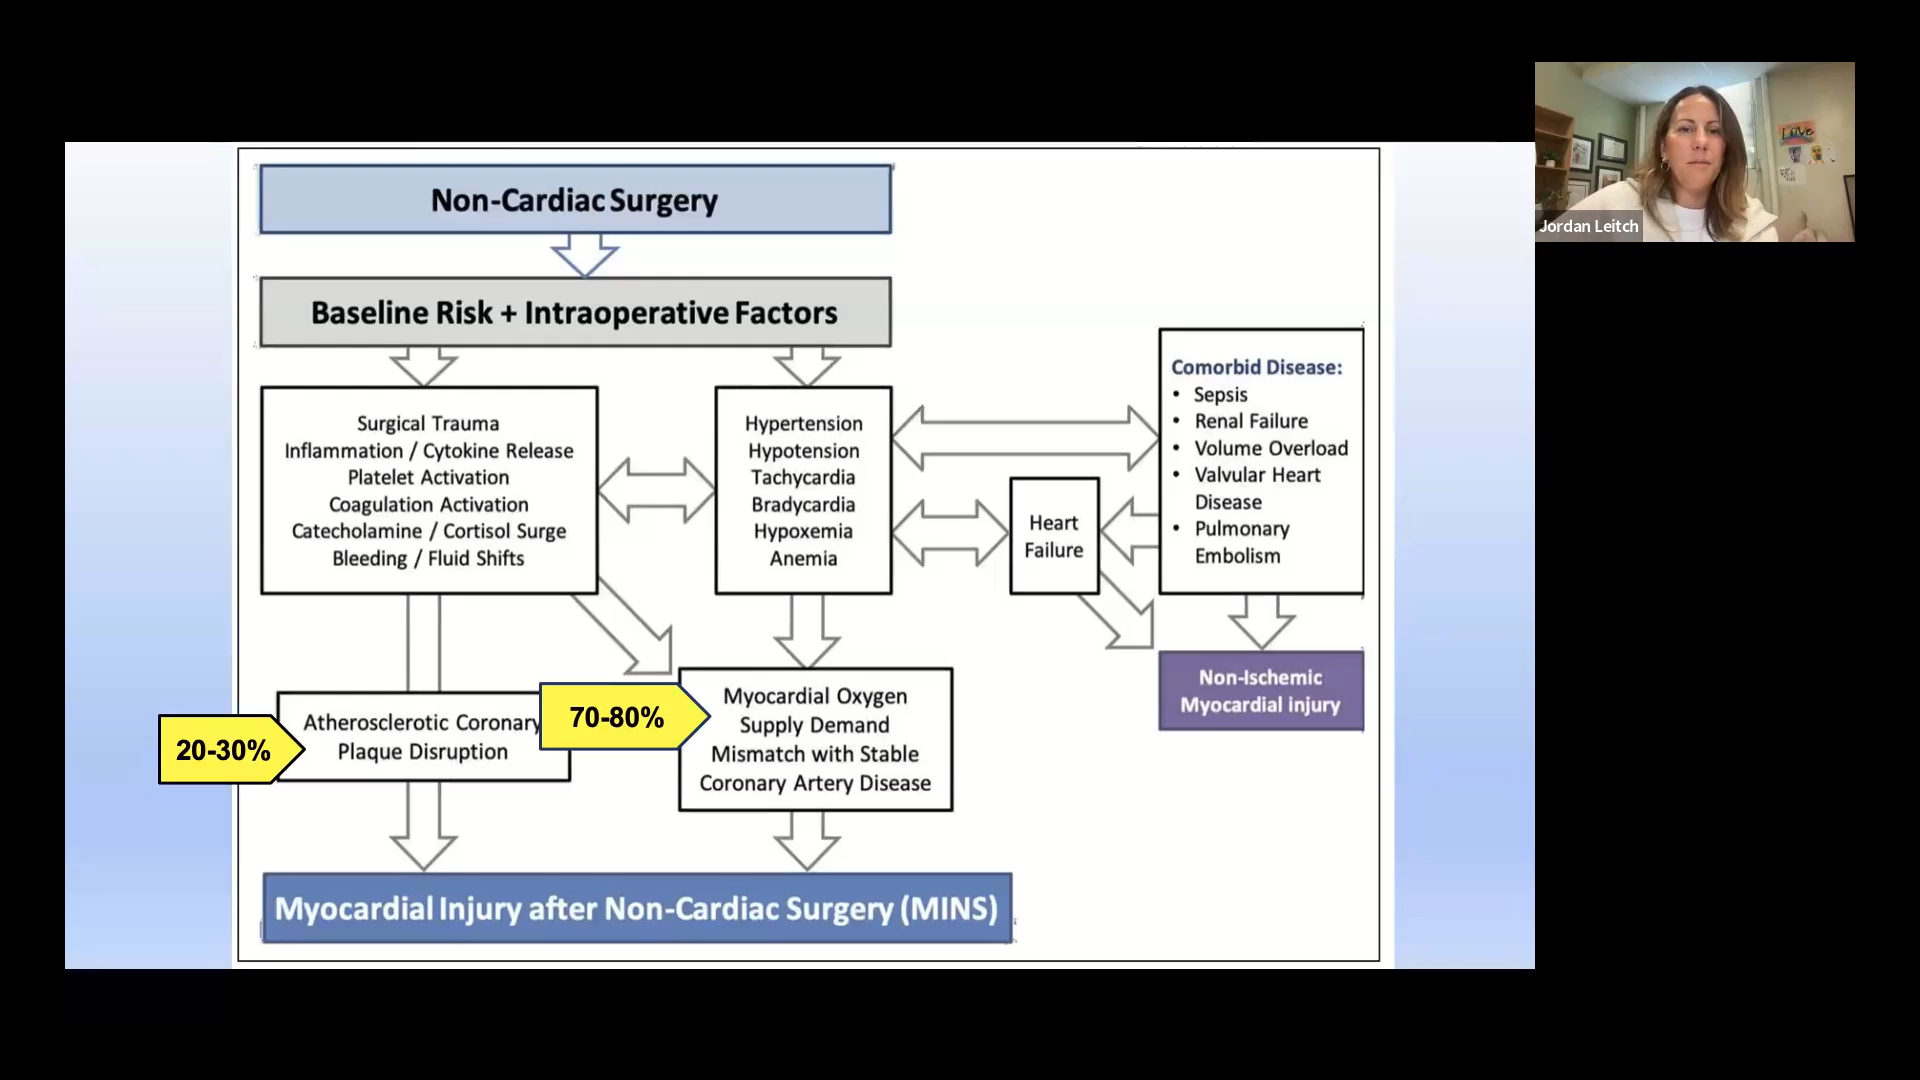 Non-Cardiac Surgery
Baseline Risk + Intraoperative Factors
Surgical Trauma
Inflammation / Cytokine Release
Platelet Activation
Coagulation Activation
Catecholamine / Cortisol Surge
Bleeding / Fluid Shifts
Hypertension
Hypotension
Tachycardia
Bradycardia
Hypoxemia
Anemia
Heart
Failure
Comorbid Disease:
• Sepsis
• Renal Failure
• Volume Overload
• Valvular Heart
Disease
• Pulmonary
Embolism
20-30%
Atherosclerotic Coronary
Plaque Disruption
70-80%
Myocardial Oxygen
Supply Demand
Mismatch with Stable
Coronary Artery Disease
Non-Ischemic
Myocardial injury
Myocardial Injury after Non-Cardiac Surgery (MINS)
LOVE
Jordan Leitch